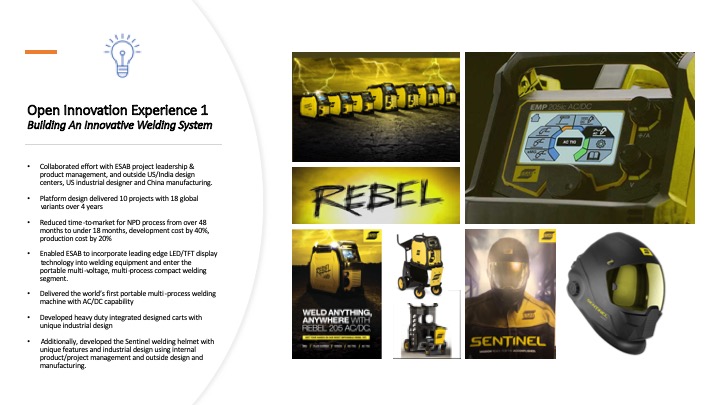 Open Innovation Experience 1
Building An Innovative Welding System
• Collaborated effort with ESAB project leadership &
product management, and outside US/India design
centers, US industrial designer and China manufacturing.
• Platform design delivered 10 projects with 18 global
variants over 4 years
• Reduced time-to-market for NPD process from over 48
months to under 18 months, development cost by 40%,
production cost by 20%
• Enabled ESAB to incorporate leading edge LED/TFT display
technology into welding equipment and enter the
portable multi-voltage, multi-process compact welding
segment.
• Delivered the world's first portable multi-process welding
machine with AC/DC capability
• Developed heavy duty integrated designed carts with
unique industrial design
• Additionally, developed the Sentinel welding helmet with
unique features and industrial design using internal
product/project management and outside design and
manufacturing.
EMP 205ic AC/DC
AC TIG
REBEL
REBEL
WELD ANYTHING,
ANYWHERE WITH
REBEL 205 AC/DC.
SENTINEL
SENTINEL